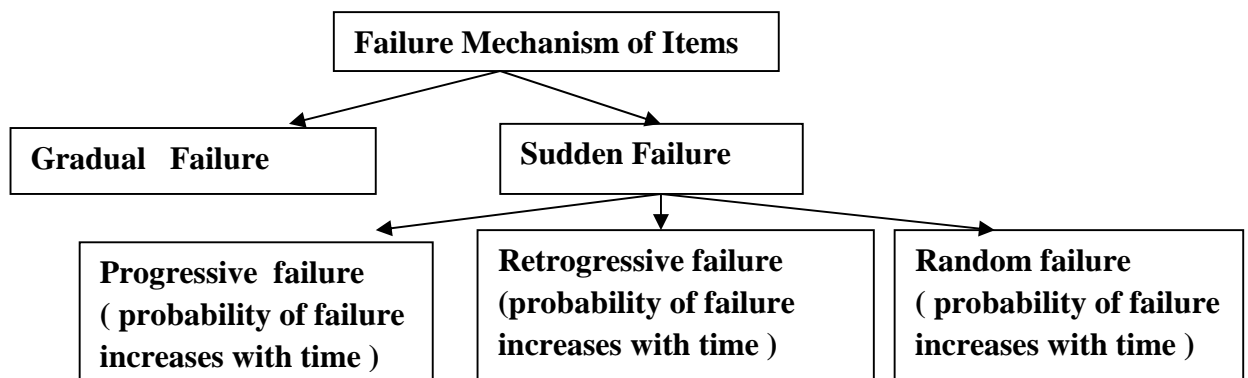 Failure Mechanism of Items
Gradual Failure
Sudden Failure
Progressive failure
( probability of failure
increases with time )
Retrogressive failure
(probability of failure
increases with time )
Random failure
( probability of failure
increases with time )